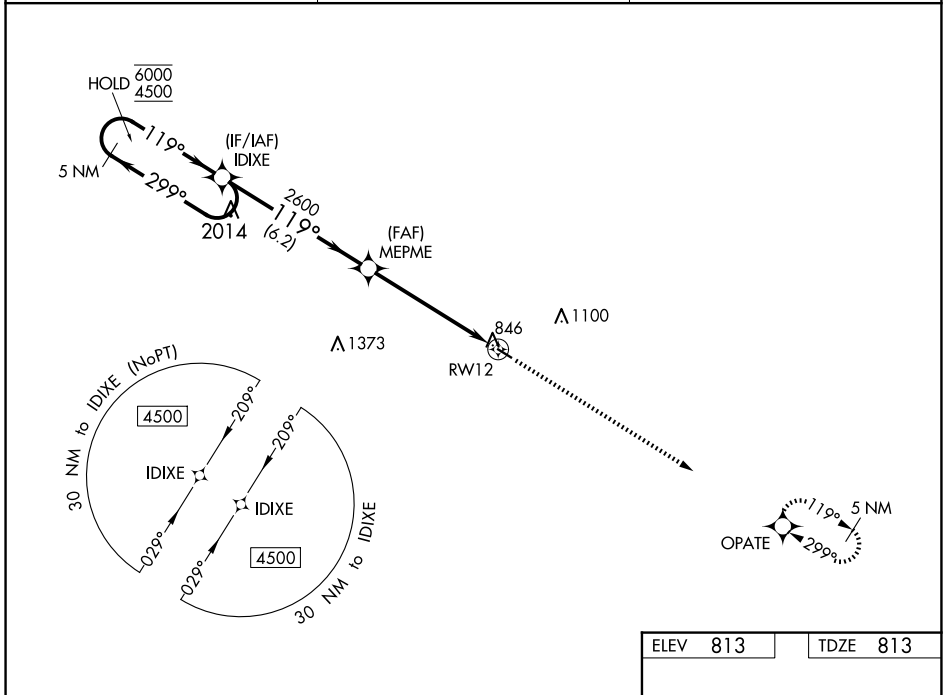 HOLD 6000
4500
119°
5 NM
299°
(IF/IAF)
IDIXE
2014
2600
119°
(6.2)
(FAF)
MEPME
1373
846
1100
RW12
30 NM to IDIXE (NoPT)
4500
209°
IDIXE
029°
209°
IDIXE
4500
029°
30 NM to IDIXE
119°
5 NM
OPATE
299°
ELEV 813
TDZE 813